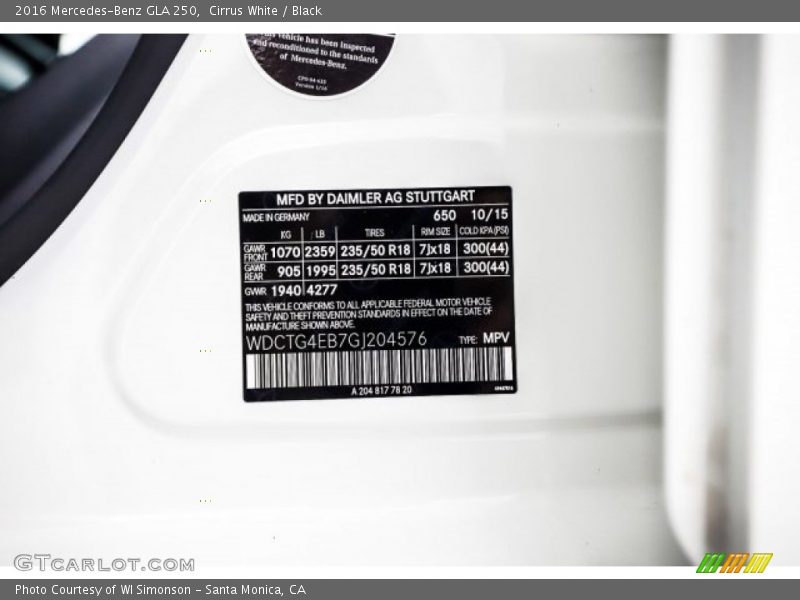 2016 Mercedes-Benz GLA 250, Cirrus White / Black
This vehicle has been inspected
and reconditioned to the standards
of Mercedes-Benz.
MFD BY DAIMLER AG STUTTGART
MADE IN GERMANY 650 10/15
KG LB TIRES RIM SIZE COLD KPA (PSI)
GAWR FRONT 1070 2359 235/50 R18 7Jx18 300(44)
GAWR REAR 905 1995 235/50 R18 7Jx18 300(44)
GVWR 1940 4277
THIS VEHICLE CONFORMS TO ALL APPLICABLE FEDERAL MOTOR VEHICLE
SAFETY AND THEFT PREVENTION STANDARDS IN EFFECT ON THE DATE OF
MANUFACTURE SHOWN ABOVE.
WDCTG4EB7GJ204576 TYPE: MPV
A 204 817 78 20
GTCARLOT.COM
Photo Courtesy of WI Simonson - Santa Monica, CA